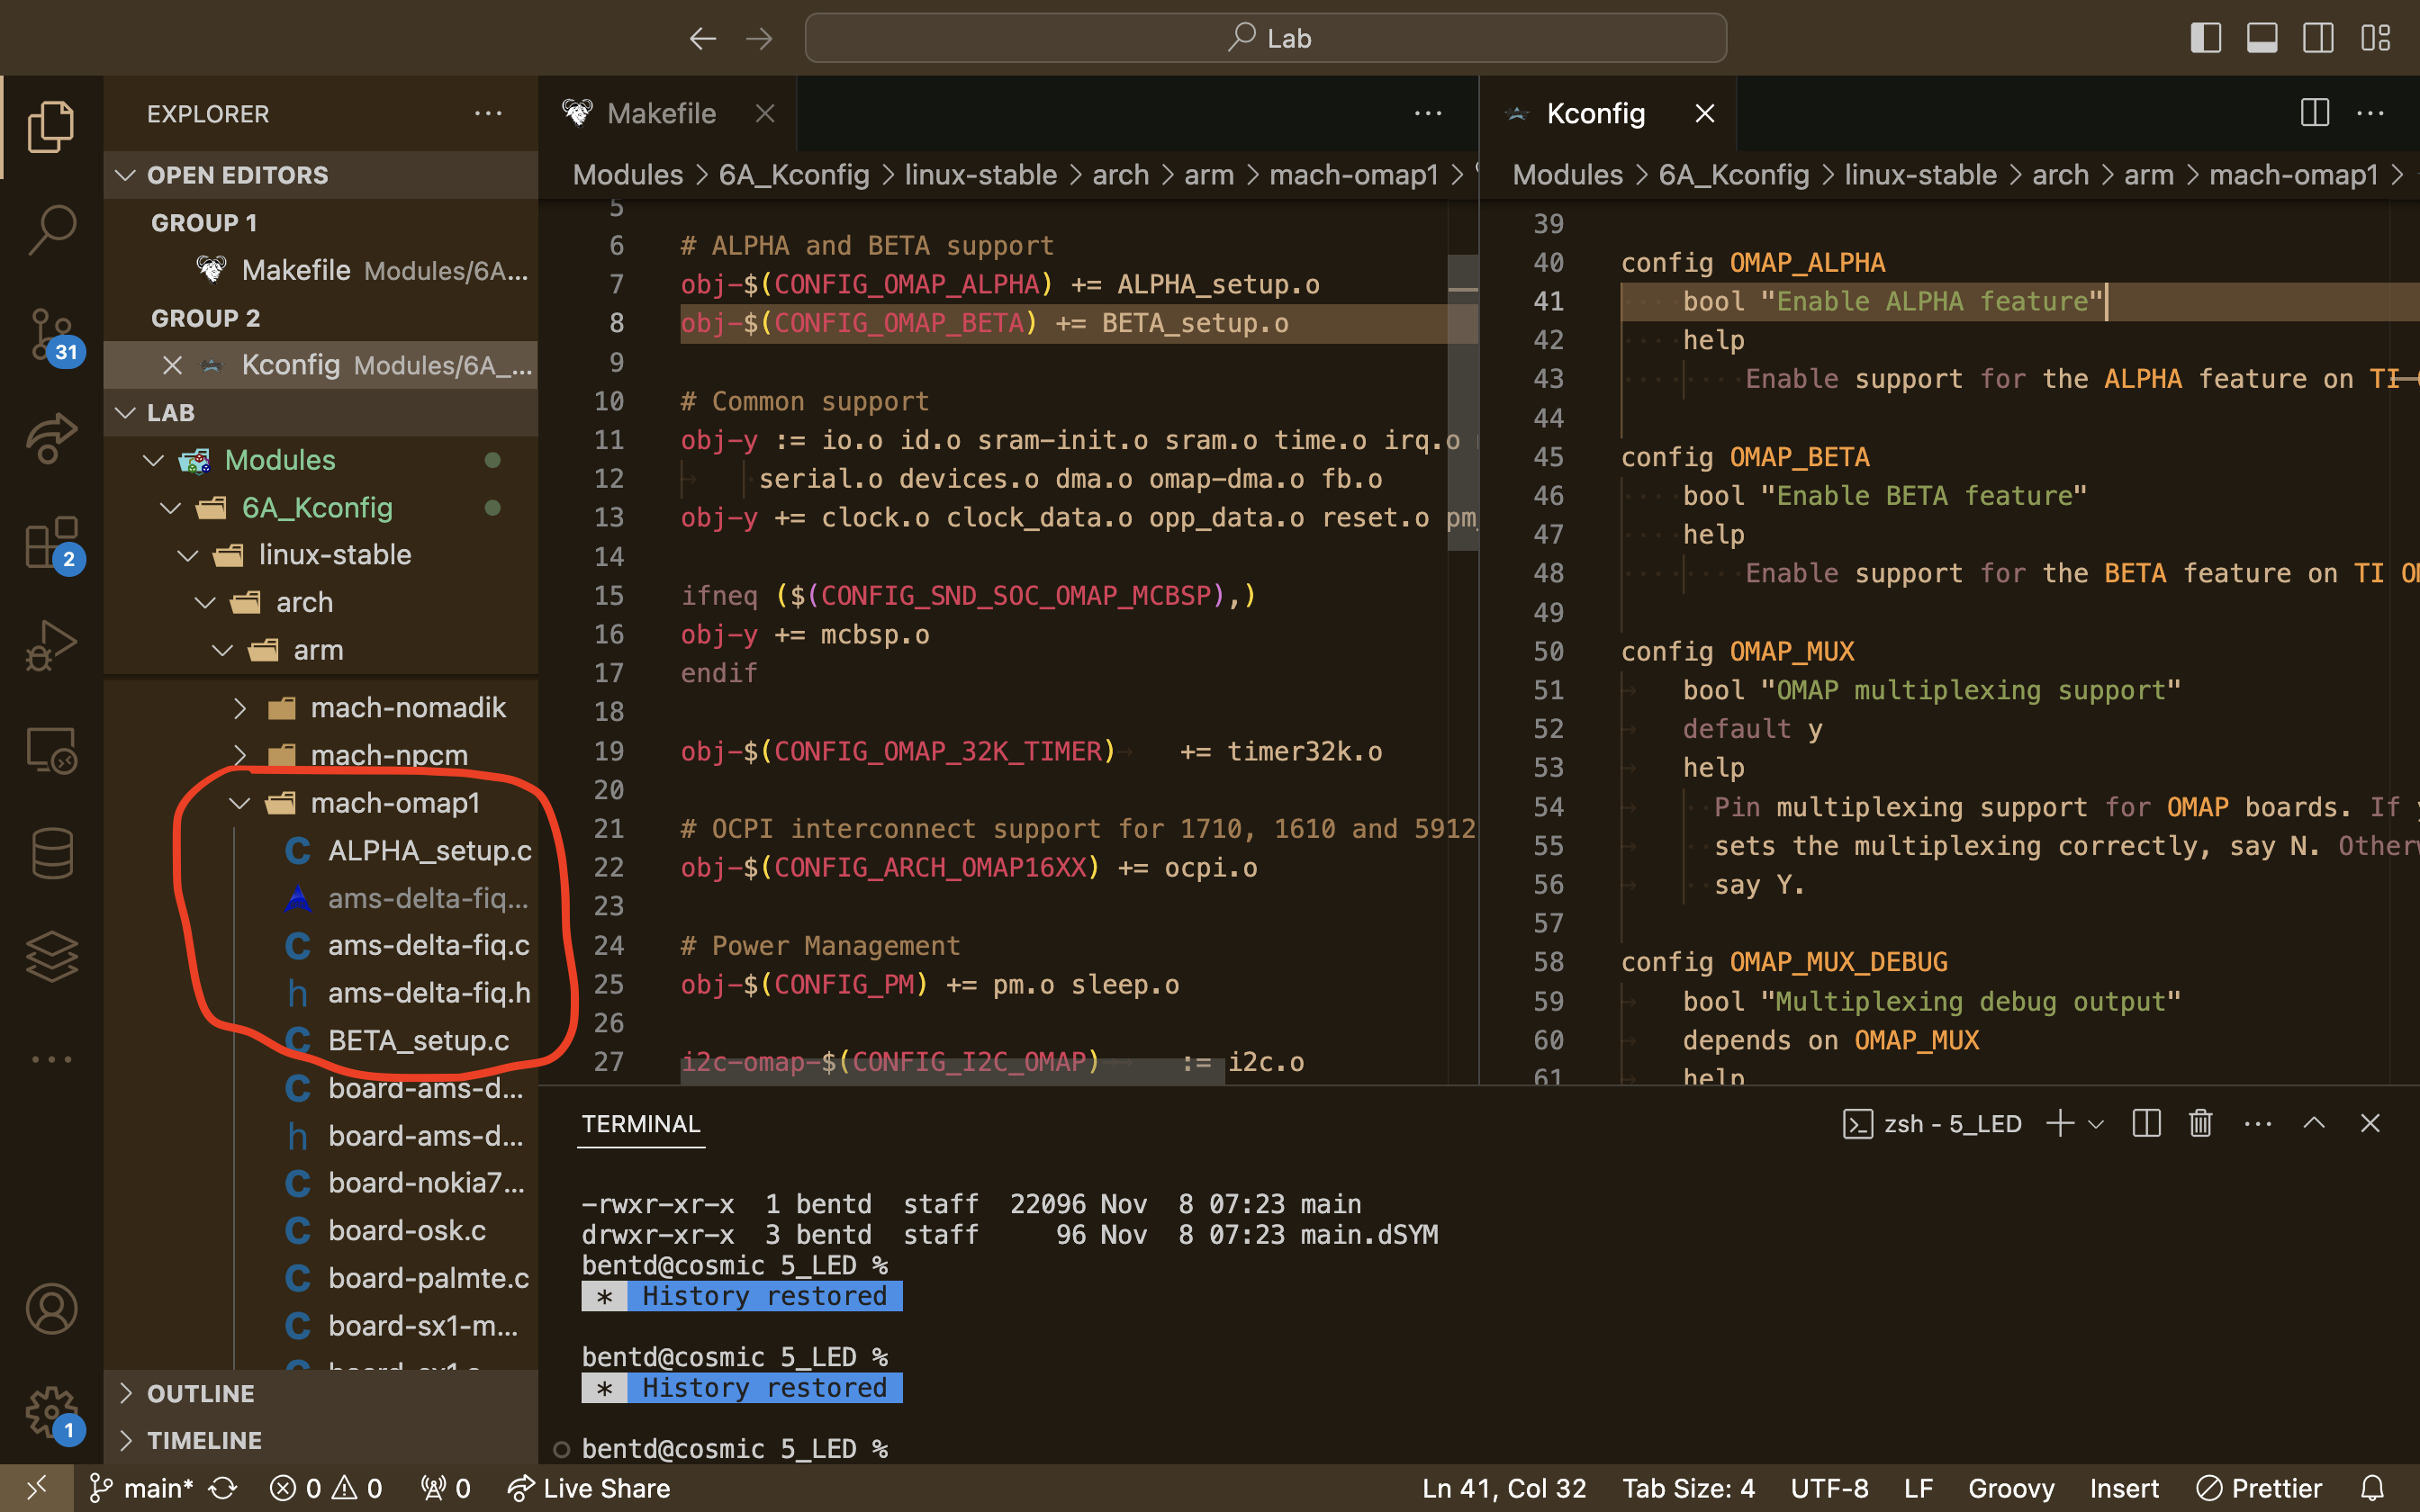 Lab
EXPLORER
OPEN EDITORS
GROUP 1
Makefile Modules/6A...
GROUP 2
Kconfig Modules/6A_...
LAB
Modules
6A_Kconfig
linux-stable
arch
arm
mach-nomadik
mach-npcm
mach-omap1
ALPHA_setup.c
ams-delta-fiq...
ams-delta-fiq.c
ams-delta-fiq.h
BETA_setup.c
board-ams-d...
board-ams-d...
board-nokia7...
board-osk.c
board-palmte.c
board-sx1-m...
board-sx1.c
OUTLINE
TIMELINE
31
2
1
Makefile
Modules > 6A_Kconfig > linux-stable > arch > arm > mach-omap1 >
5
6 # ALPHA and BETA support
7 obj-$(CONFIG_OMAP_ALPHA) += ALPHA_setup.o
8 obj-$(CONFIG_OMAP_BETA) += BETA_setup.o
9
10 # Common support
11 obj-y := io.o id.o sram-init.o sram.o time.o irq.o
12 serial.o devices.o dma.o omap-dma.o fb.o
13 obj-y += clock.o clock_data.o opp_data.o reset.o pm_
14
15 ifneq ($(CONFIG_SND_SOC_OMAP_MCBSP),)
16 obj-y += mcbsp.o
17 endif
18
19 obj-$(CONFIG_OMAP_32K_TIMER) += timer32k.o
20
21 # OCPI interconnect support for 1710, 1610 and 5912
22 obj-$(CONFIG_ARCH_OMAP16XX) += ocpi.o
23
24 # Power Management
25 obj-$(CONFIG_PM) += pm.o sleep.o
26
27 i2c-omap-$(CONFIG_I2C_OMAP) := i2c.o
Kconfig
Modules > 6A_Kconfig > linux-stable > arch > arm > mach-omap1 >
39
40 config OMAP_ALPHA
41 bool "Enable ALPHA feature"
42 help
43 Enable support for the ALPHA feature on TI
44
45 config OMAP_BETA
46 bool "Enable BETA feature"
47 help
48 Enable support for the BETA feature on TI OM
49
50 config OMAP_MUX
51 bool "OMAP multiplexing support"
52 default y
53 help
54 Pin multiplexing support for OMAP boards. If y
55 sets the multiplexing correctly, say N. Otherw
56 say Y.
57
58 config OMAP_MUX_DEBUG
59 bool "Multiplexing debug output"
60 depends on OMAP_MUX
61 help
TERMINAL
zsh - 5_LED
-rwxr-xr-x 1 bentd staff 22096 Nov 8 07:23 main
drwxr-xr-x 3 bentd staff 96 Nov 8 07:23 main.dSYM
bentd@cosmic 5_LED %
* History restored
bentd@cosmic 5_LED %
* History restored
bentd@cosmic 5_LED %
main* 0 0 0 Live Share Ln 41, Col 32 Tab Size: 4 UTF-8 LF Groovy Insert Prettier